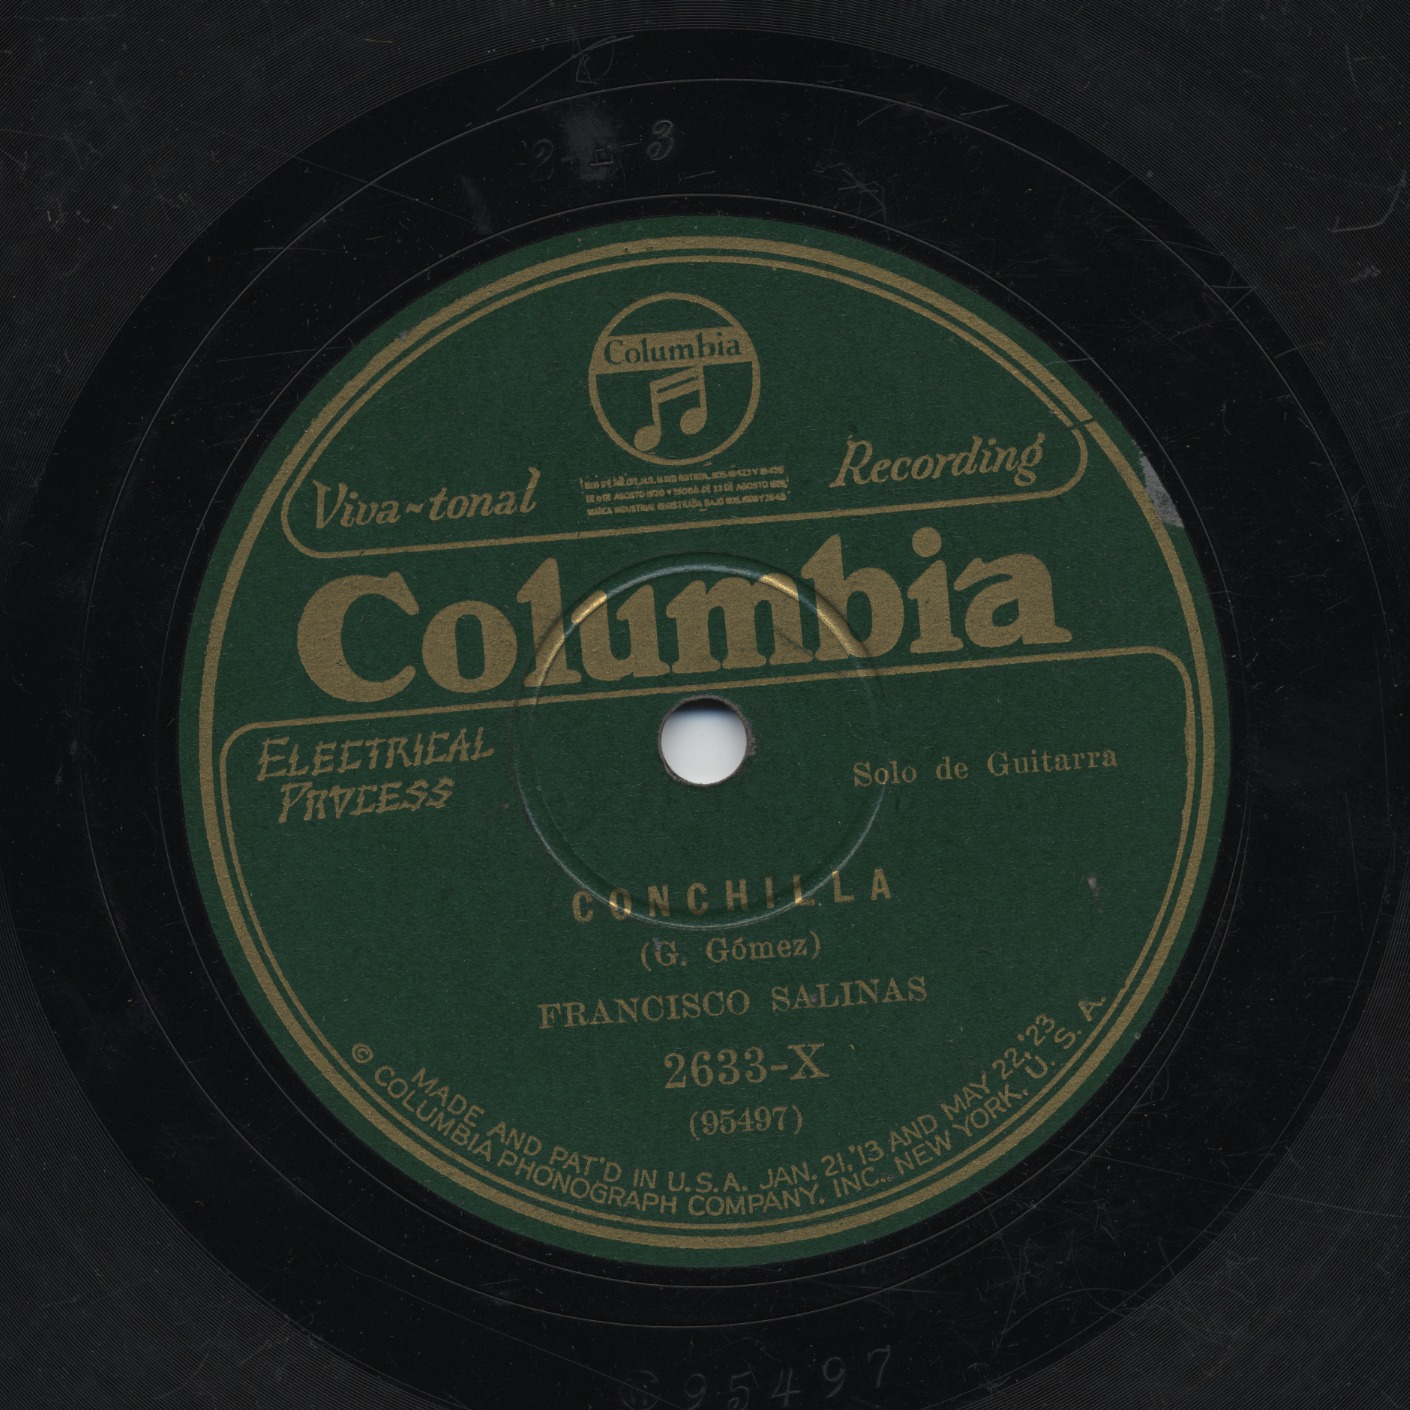 Columbia
Viva-tonal
Recording
Columbia
ELECTRICAL
PROCESS
Solo de Guitarra
CONCHILLA
(G. Gómez)
FRANCISCO SALINAS
2633-X
(95497)
MADE AND PAT'D IN U.S.A. JAN. 21, '13 AND MAY 22, '23
© COLUMBIA PHONOGRAPH COMPANY, INC., NEW YORK, U. S. A.
95497